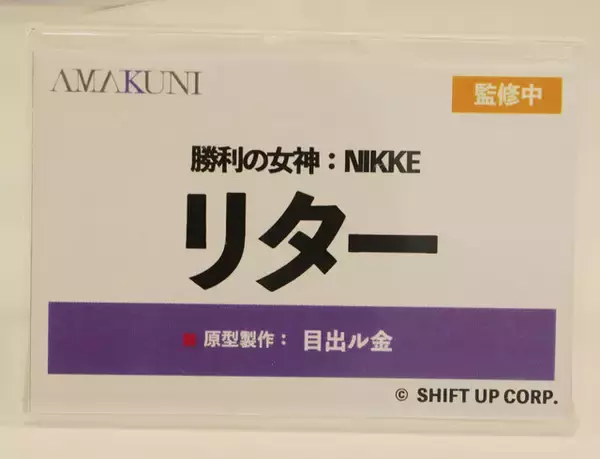 AMAKUNI
監修中
勝利の女神：NIKKE
リター
■ 原型製作： 目出ル金
© SHIFT UP CORP.